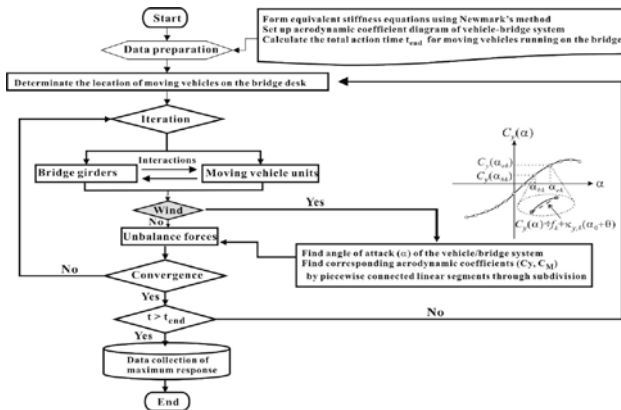 Start
Data preparation
Form equivalent stiffness equations using Newmark's method
Set up aerodynamic coefficient diagram of vehicle-bridge system
Calculate the total action time t_end for moving vehicles running on the bridge
Determinate the location of moving vehicles on the bridge desk
Iteration
Interactions
Bridge girders
Moving vehicle units
Wind
Yes
No
Unbalance forces
Find angle of attack (α) of the vehicle/bridge system
Find corresponding aerodynamic coefficients (Cy, C_M)
by piecewise connected linear segments through subdivision
No
Convergence
Yes
t > t_end
No
Yes
Data collection of
maximum response
End
C_y(α)
α